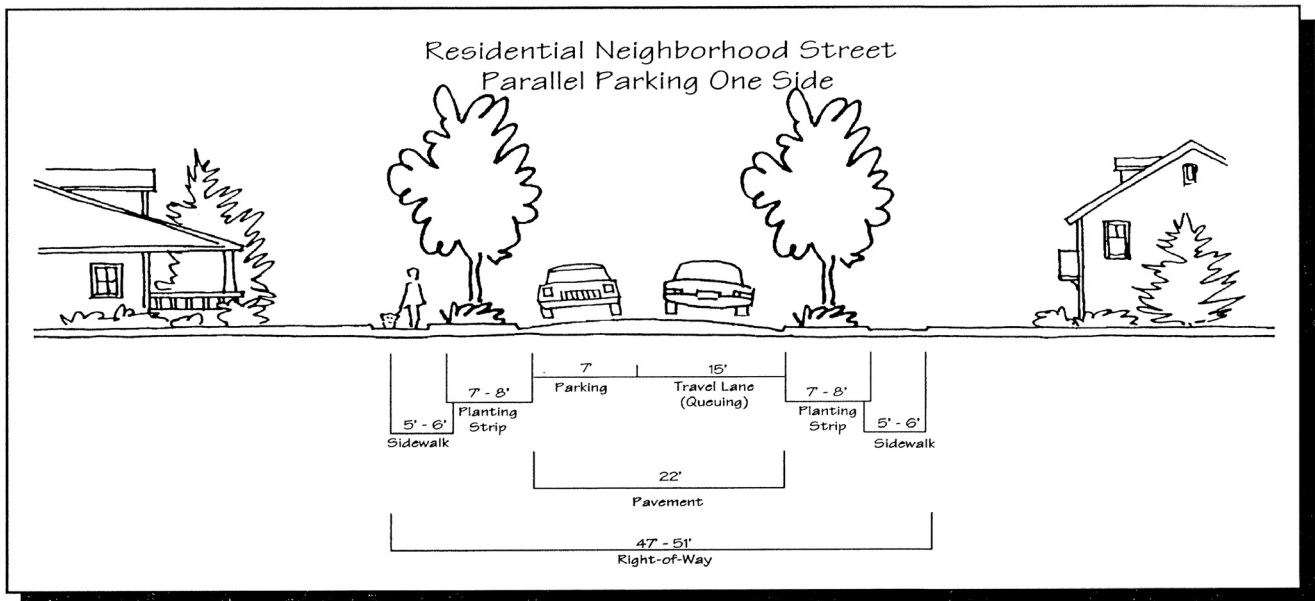 Residential Neighborhood Street
Parallel Parking One Side
7'
15'
Parking
Travel Lane
(Queuing)
7' - 8'
Planting
Strip
7' - 8'
Planting
Strip
5' - 6'
Sidewalk
5' - 6'
Sidewalk
22'
Pavement
47' - 51'
Right-of-Way